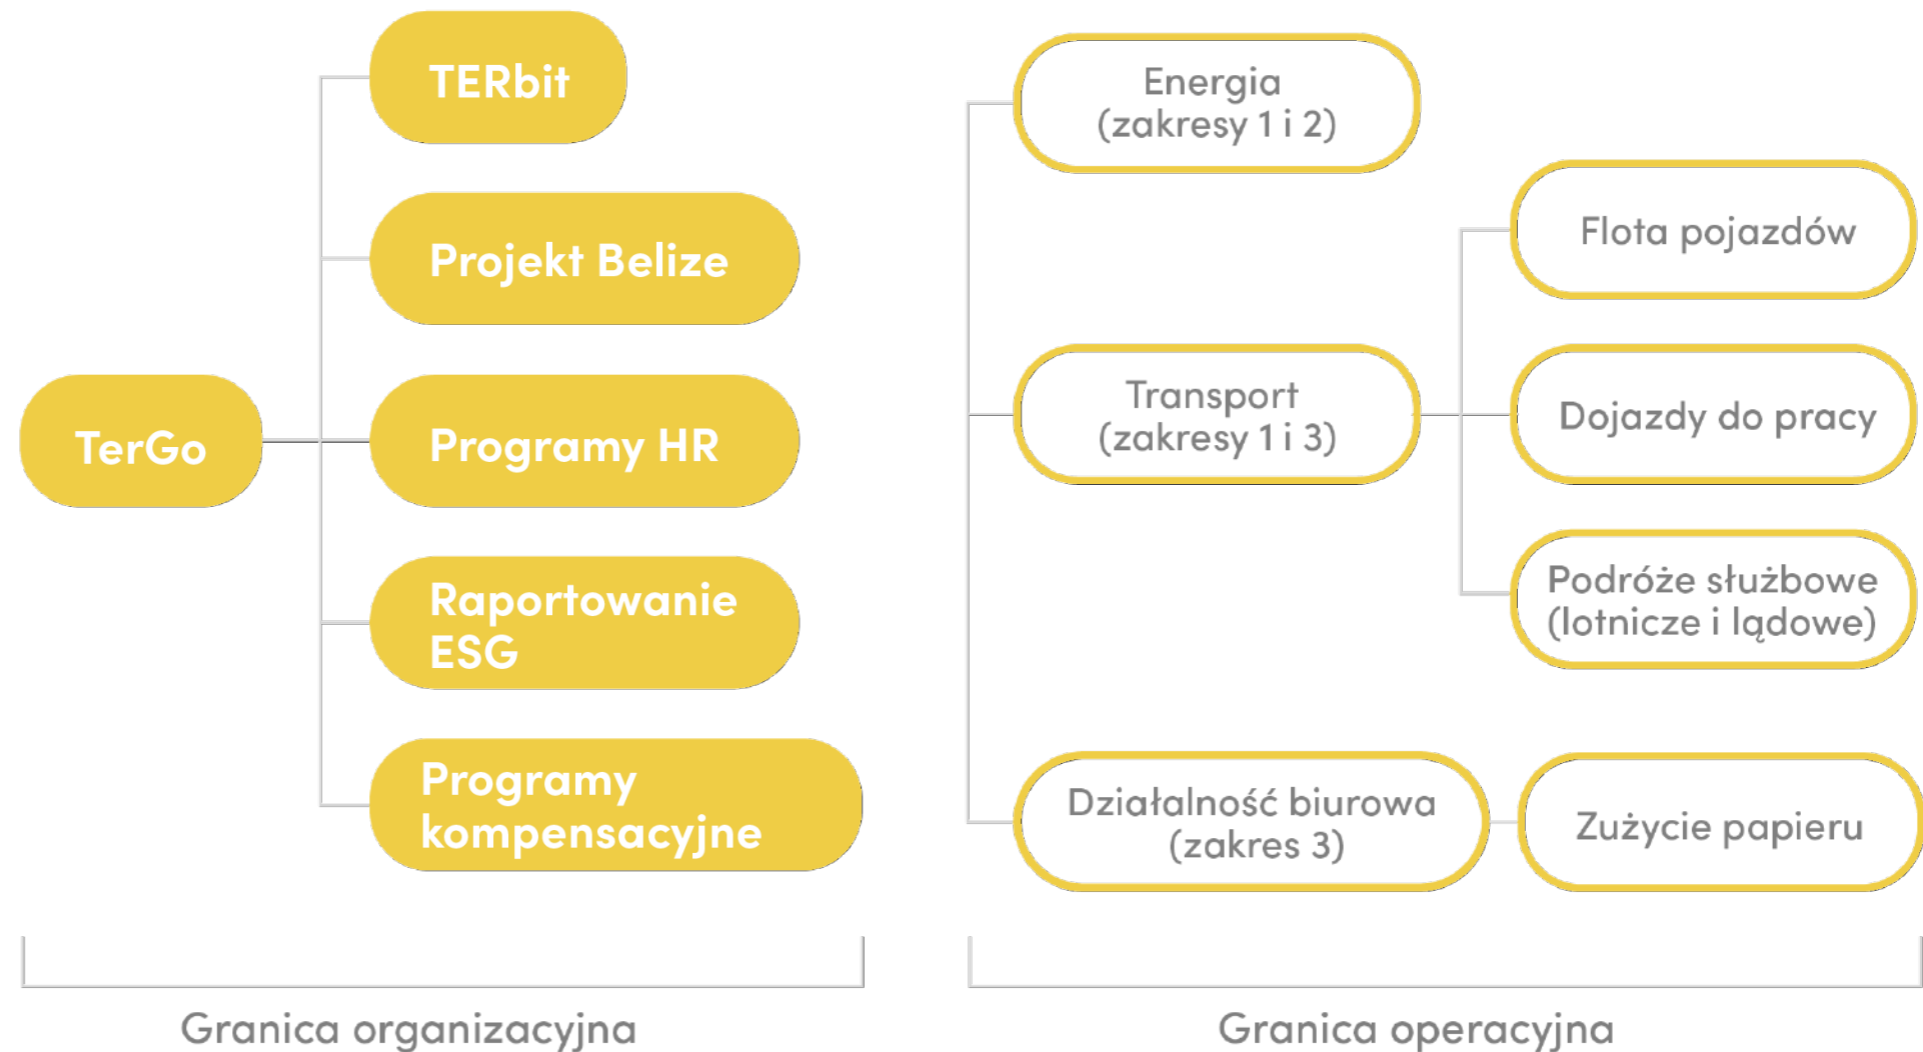 TerGo
TERbit
Projekt Belize
Programy HR
Raportowanie
ESG
Programy
kompensacyjne
Granica organizacyjna
Energia
(zakresy 1 i 2)
Transport
(zakresy 1 i 3)
Flota pojazdów
Dojazdy do pracy
Podróże służbowe
(lotnicze i lądowe)
Działalność biurowa
(zakres 3)
Zużycie papieru
Granica operacyjna